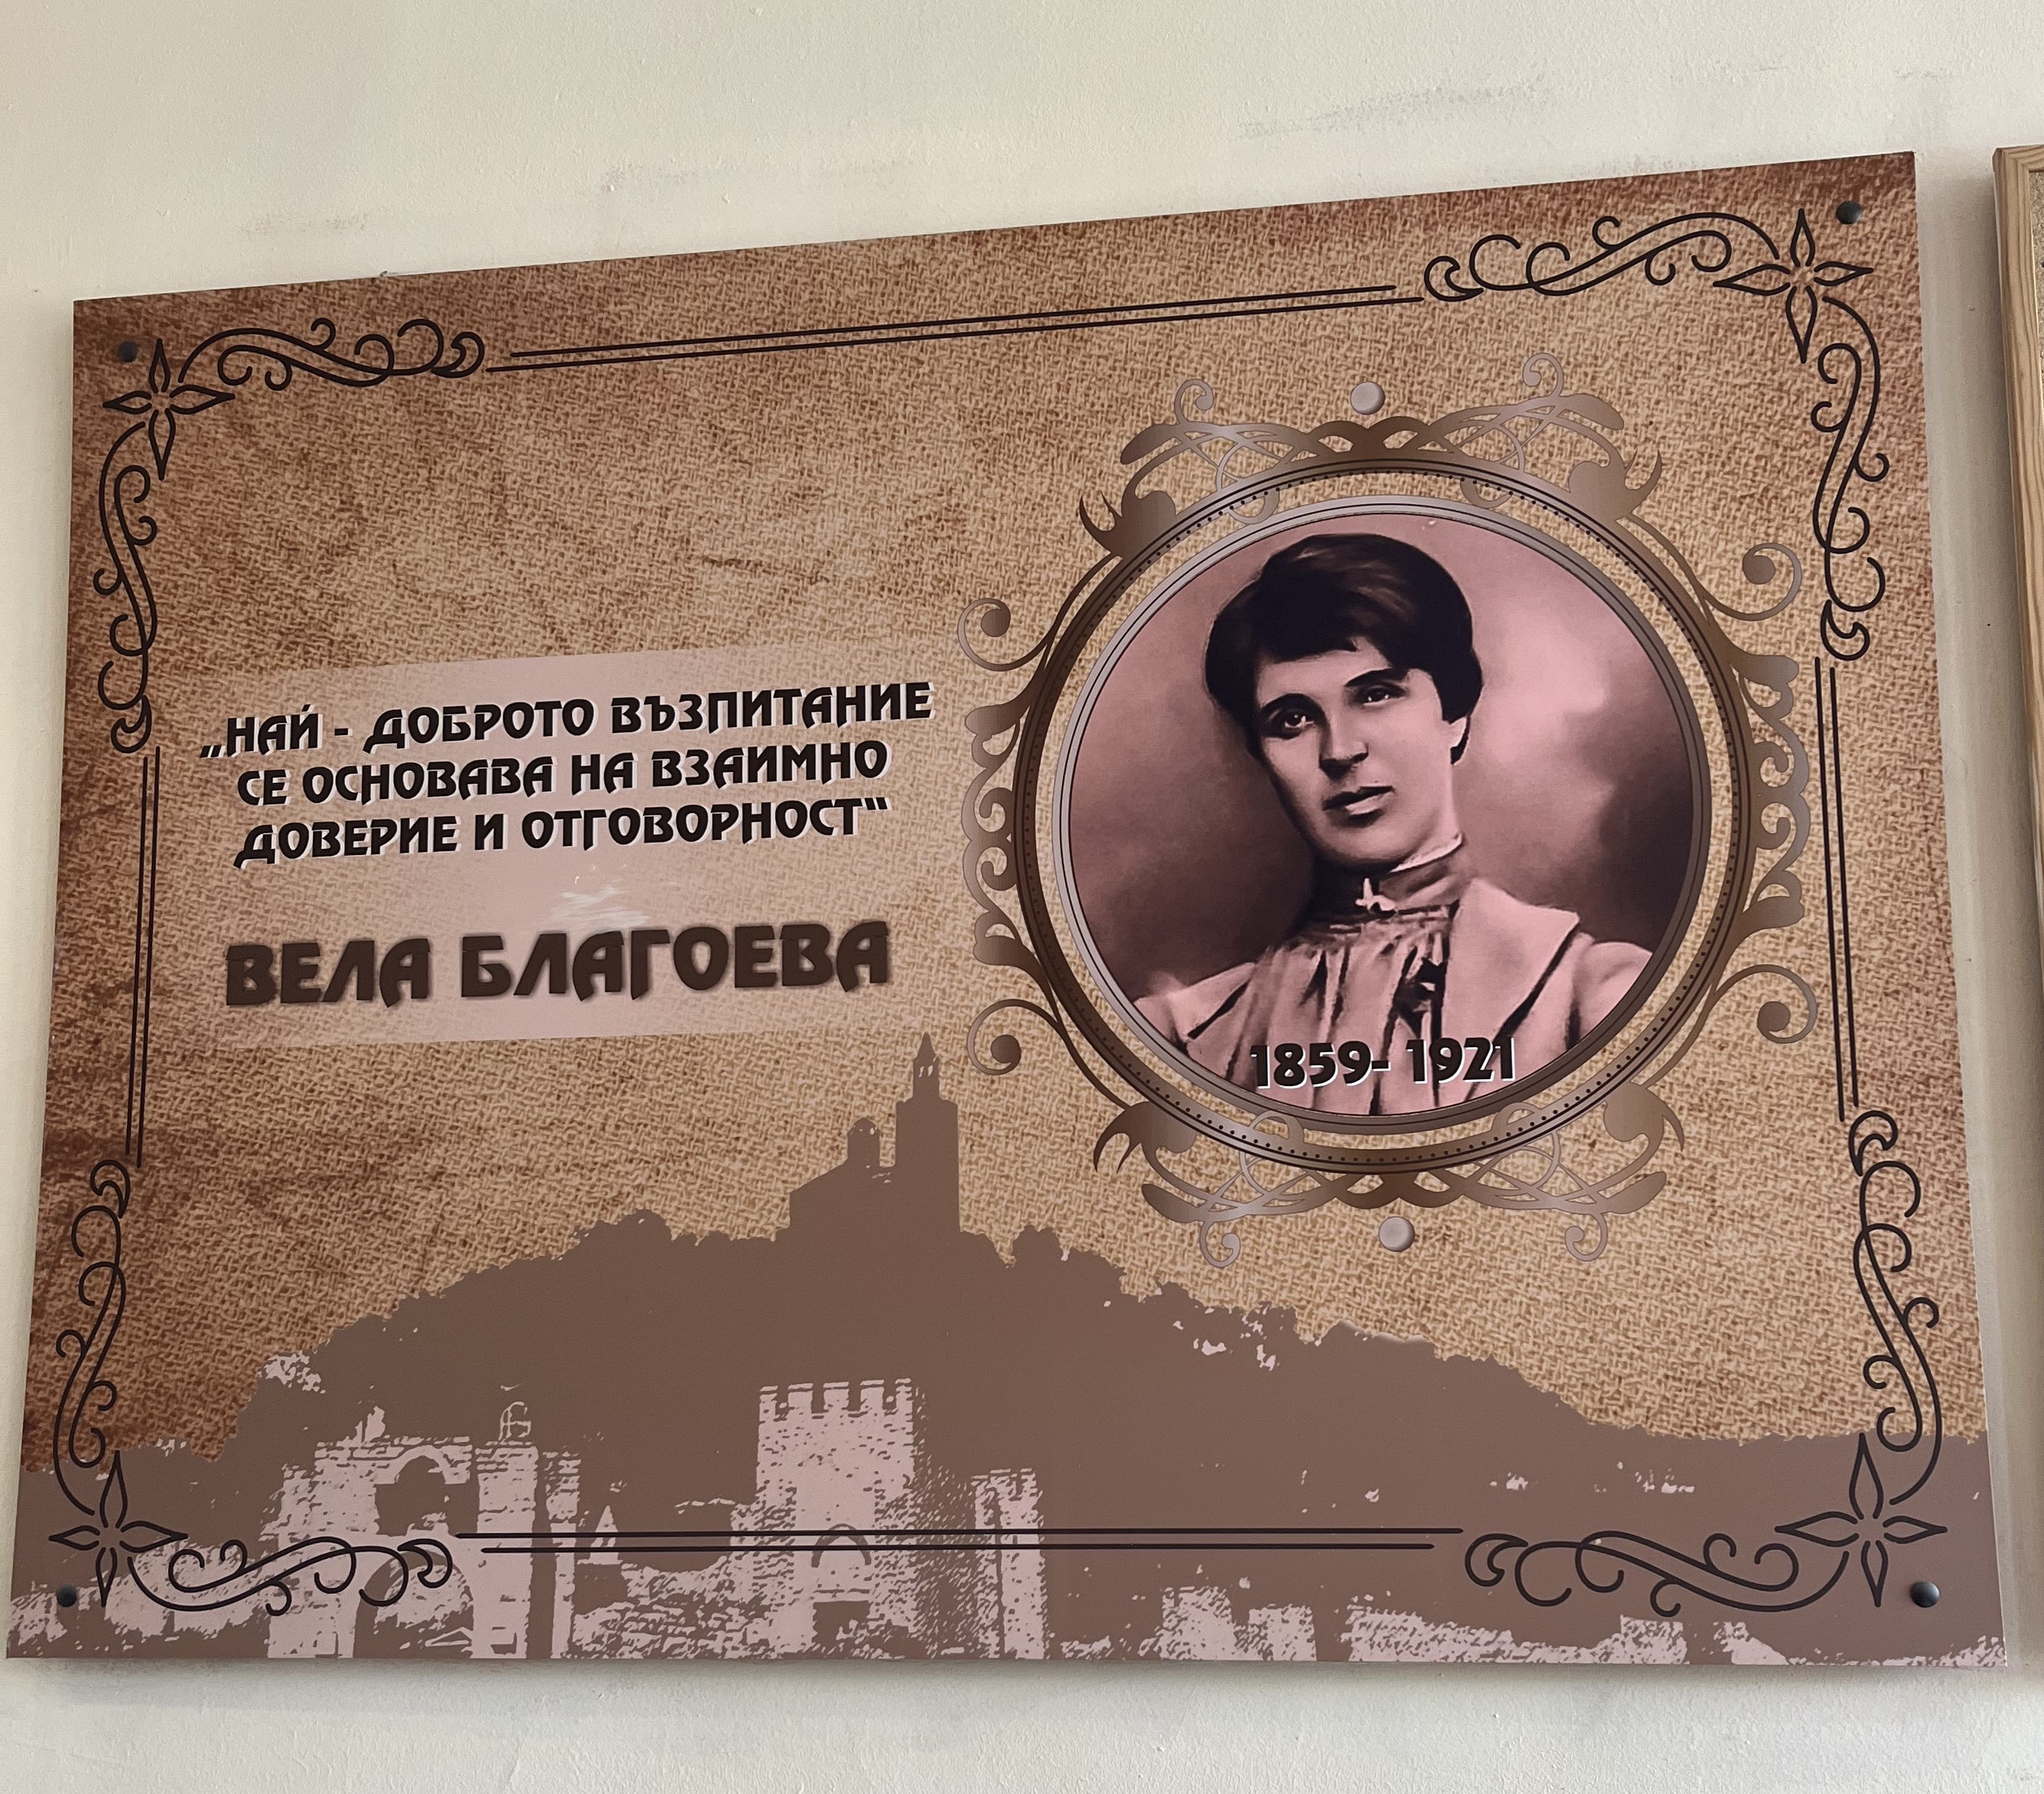 „НАЙ - ДОБРОТО ВЪЗПИТАНИЕ
СЕ ОСНОВАВА НА ВЗАИМНО
ДОВЕРИЕ И ОТГОВОРНОСТ“
ВЕЛА БЛАГОЕВА
1859- 1921